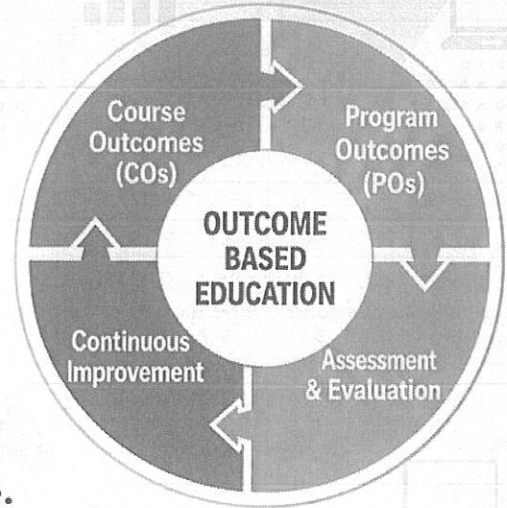 Course
Outcomes
(COs)
Program
Outcomes
(POs)
OUTCOME
BASED
EDUCATION
Continuous
Improvement
Assessment
& Evaluation